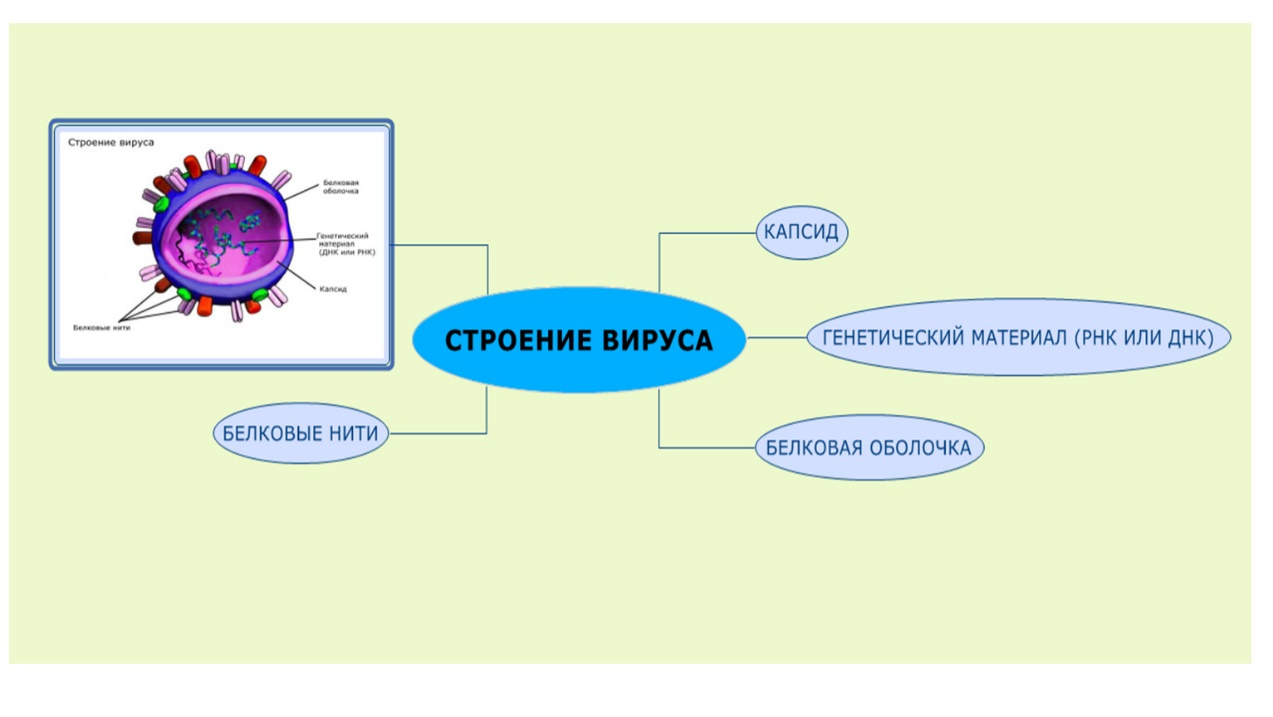 Строение вируса
Белковая
оболочка
Генетический
материал
(ДНК или РНК)
Капсид
Белковые нити
КАПСИД
СТРОЕНИЕ ВИРУСА
ГЕНЕТИЧЕСКИЙ МАТЕРИАЛ (РНК ИЛИ ДНК)
БЕЛКОВЫЕ НИТИ
БЕЛКОВАЯ ОБОЛОЧКА